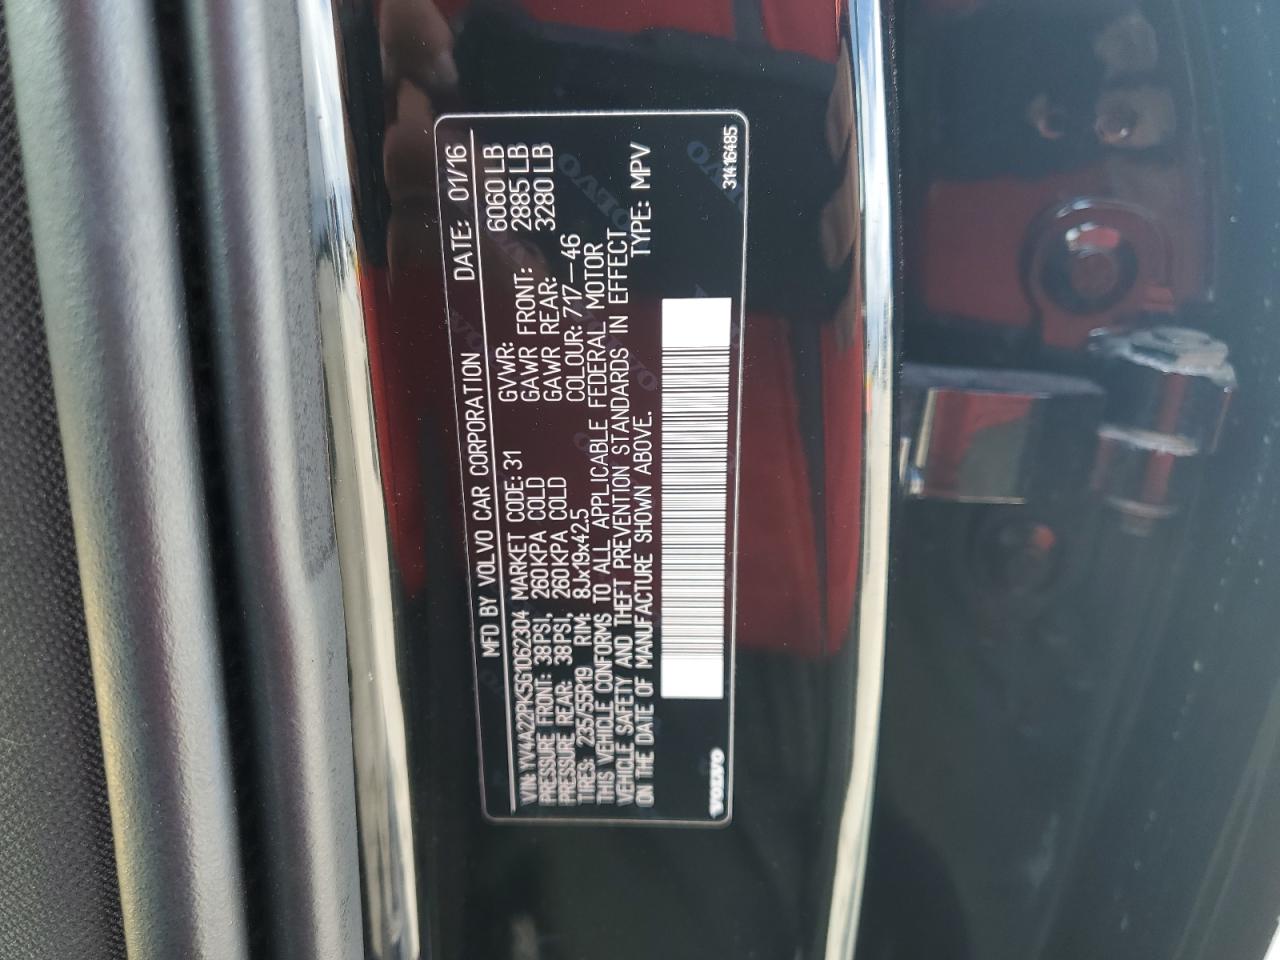 MFD BY VOLVO CAR CORPORATION DATE: 01/16
VIN: YV4A22PK5G1062304 MARKET CODE: 31 GVWR: 6060 LB
PRESSURE FRONT: 38PSI, 260KPA COLD GAWR FRONT: 2885 LB
PRESSURE REAR: 38PSI, 260KPA COLD GAWR REAR: 3280 LB
TIRES: 235/55R19 RIM: 8Jx19x42.5 COLOUR: 717-46
THIS VEHICLE CONFORMS TO ALL APPLICABLE FEDERAL MOTOR
VEHICLE SAFETY AND THEFT PREVENTION STANDARDS IN EFFECT
ON THE DATE OF MANUFACTURE SHOWN ABOVE. TYPE: MPV
VOLVO 31416485